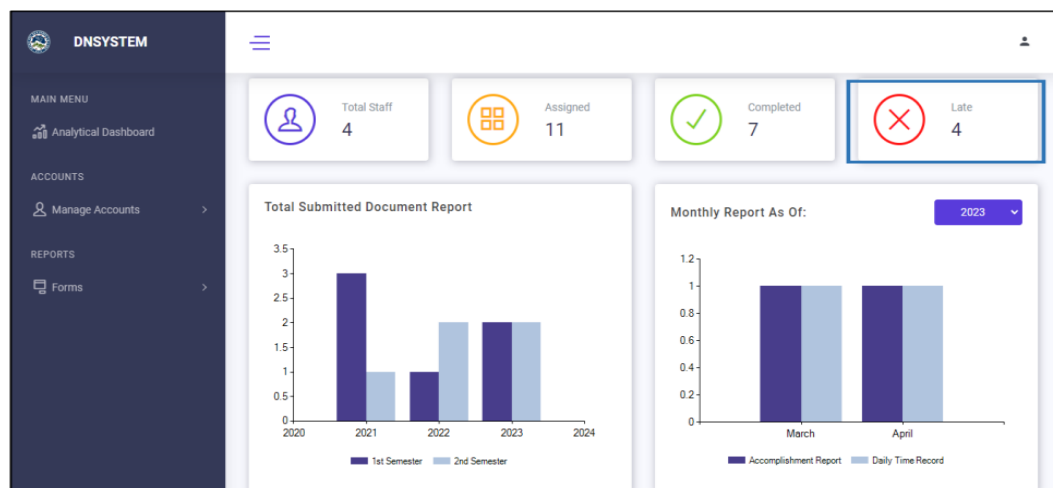 DNSYSTEM
MAIN MENU
Analytical Dashboard
ACCOUNTS
Manage Accounts
REPORTS
Forms
Total Staff
4
Assigned
11
Completed
7
Late
4
Total Submitted Document Report
3.5
3
2.5
2
1.5
1
0.5
0
2020 2021 2022 2023 2024
1st Semester 2nd Semester
Monthly Report As Of:
2023
1.2
1
0.8
0.6
0.4
0.2
0
March April
Accomplishment Report Daily Time Record